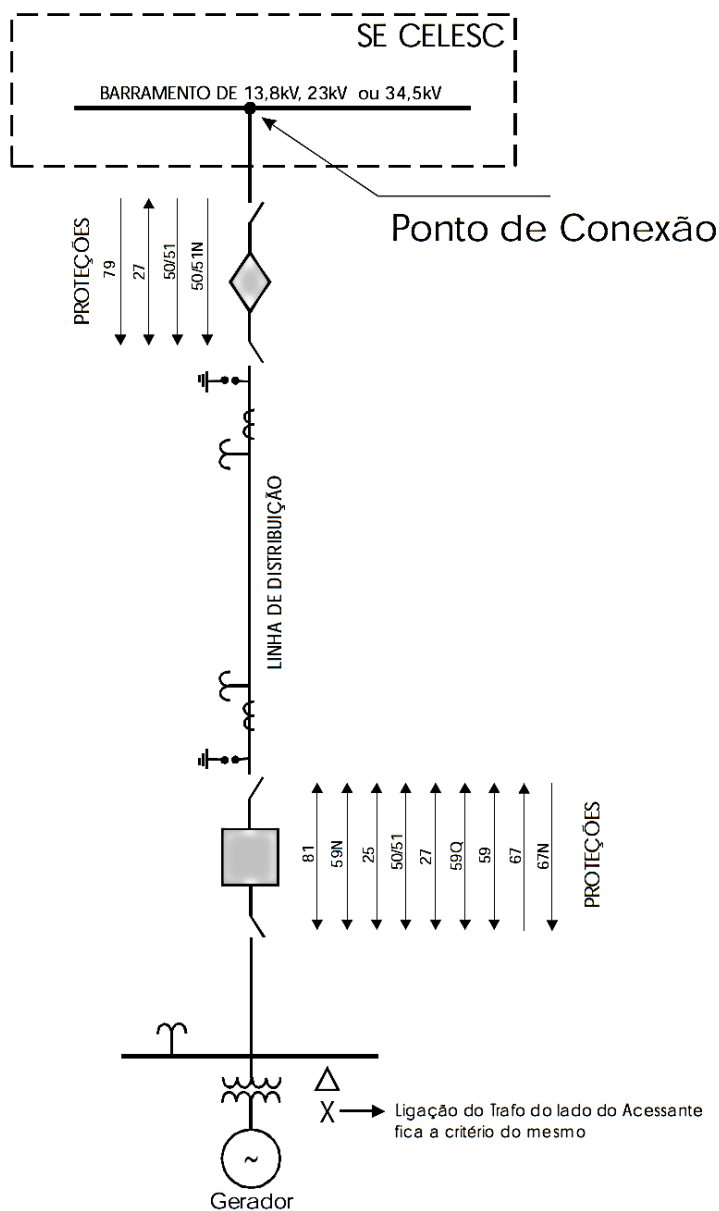 SE CELESC
BARRAMENTO DE 13,8kV, 23kV ou 34,5kV
Ponto de Conexão
PROTEÇÕES
79
27
50/51
50/51N
LINHA DE DISTRIBUIÇÃO
81
59N
25
50/51
27
59Q
59
67
67N
PROTEÇÕES
X
Ligação do Trafo do lado do Acessante
fica a critério do mesmo
~
Gerador